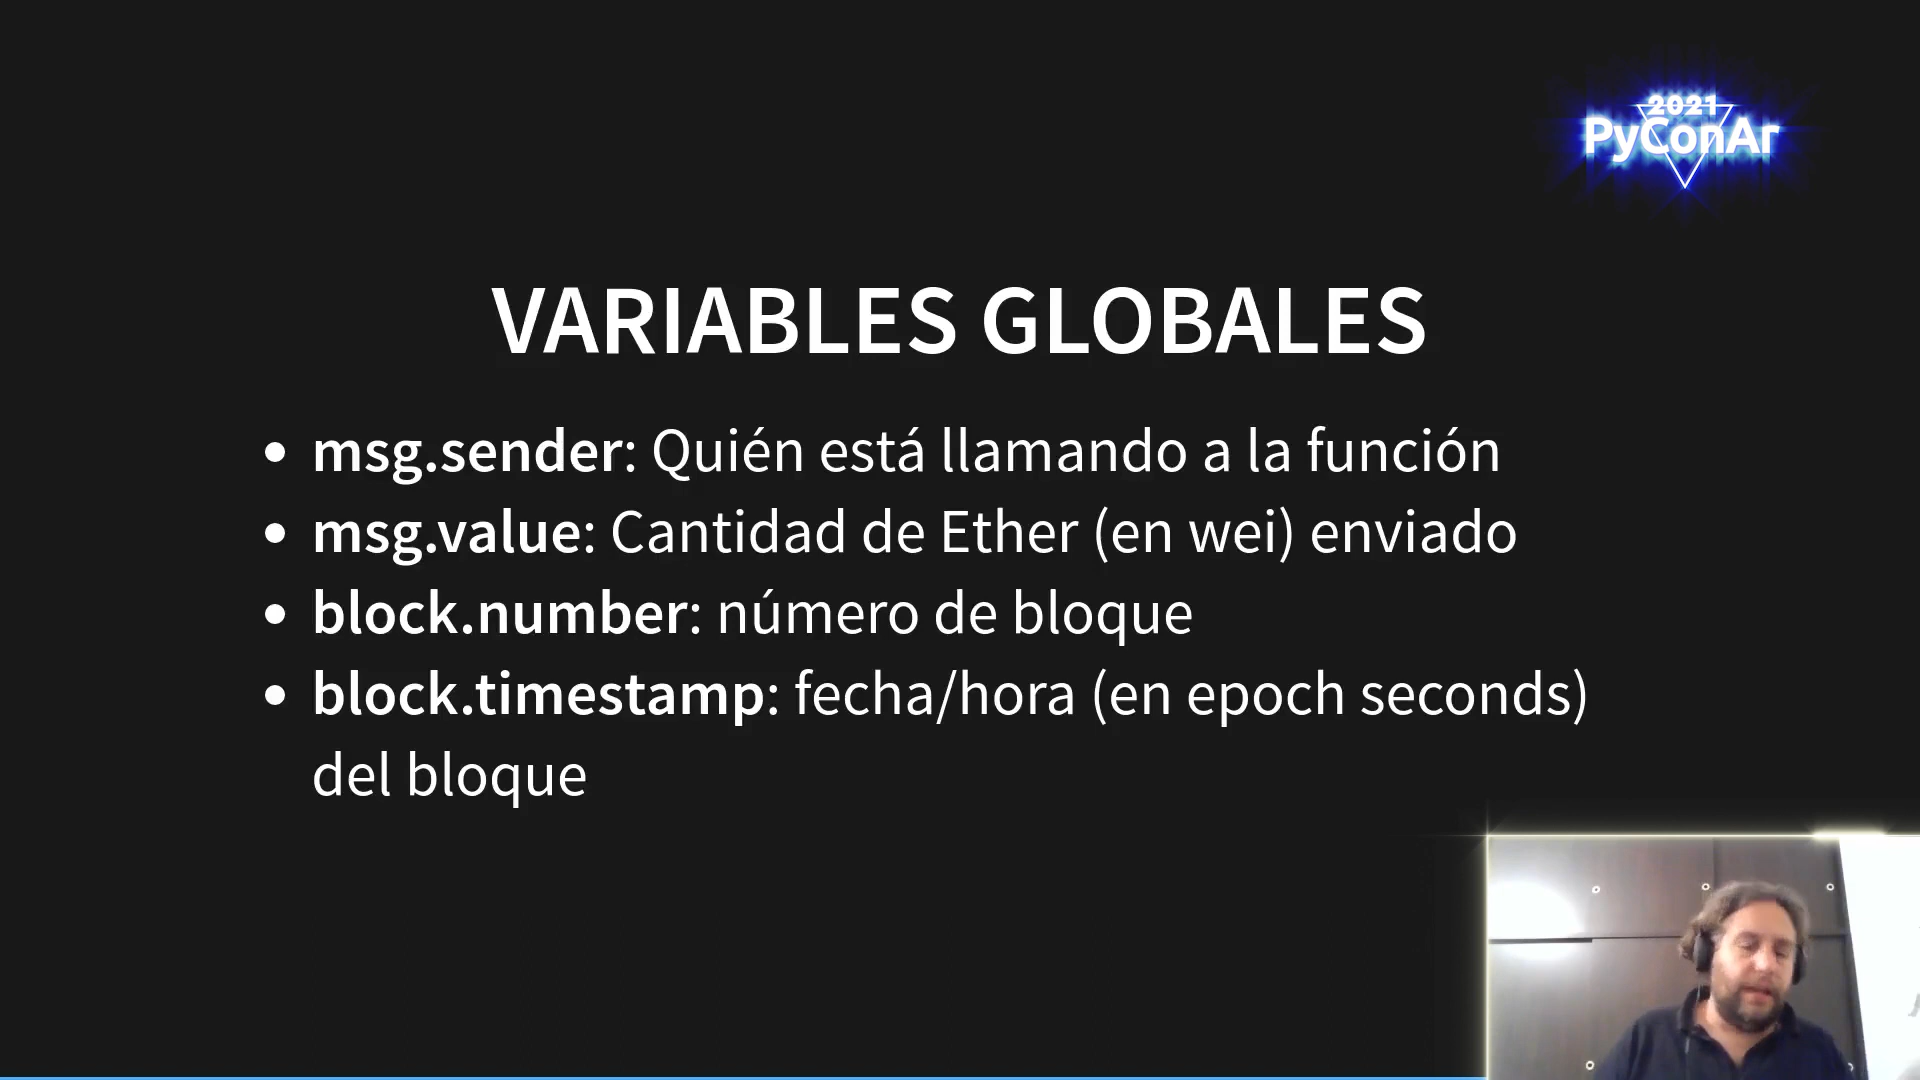 2021
PyConAr
VARIABLES GLOBALES
• msg.sender: Quién está llamando a la función
• msg.value: Cantidad de Ether (en wei) enviado
• block.number: número de bloque
• block.timestamp: fecha/hora (en epoch seconds)
del bloque